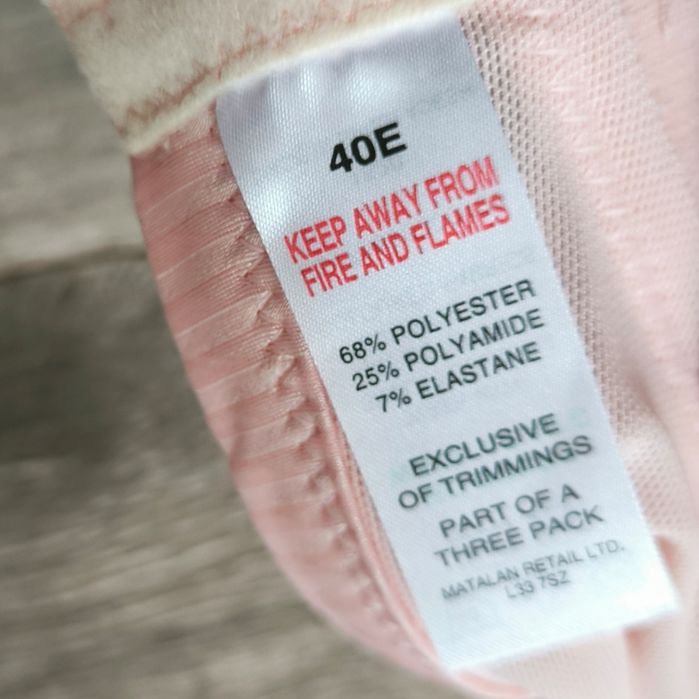 40E
KEEP AWAY FROM
FIRE AND FLAMES
68% POLYESTER
25% POLYAMIDE
7% ELASTANE
EXCLUSIVE
OF TRIMMINGS
PART OF A
THREE PACK
MATALAN RETAIL LTD.
L33 7SZ